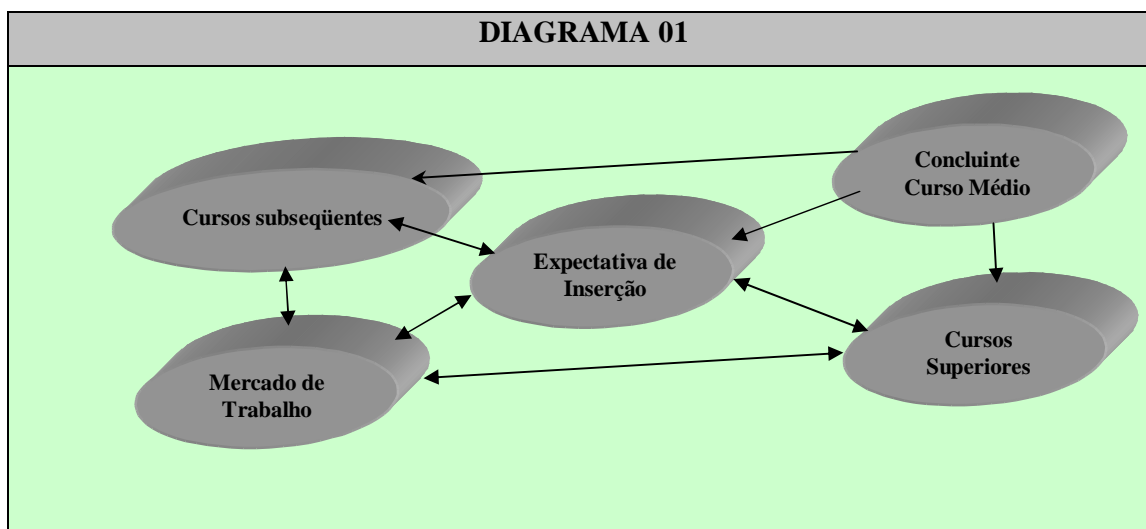 DIAGRAMA 01
Concluinte
Curso Médio
Cursos subseqüentes
Expectativa de
Inserção
Cursos
Superiores
Mercado de
Trabalho